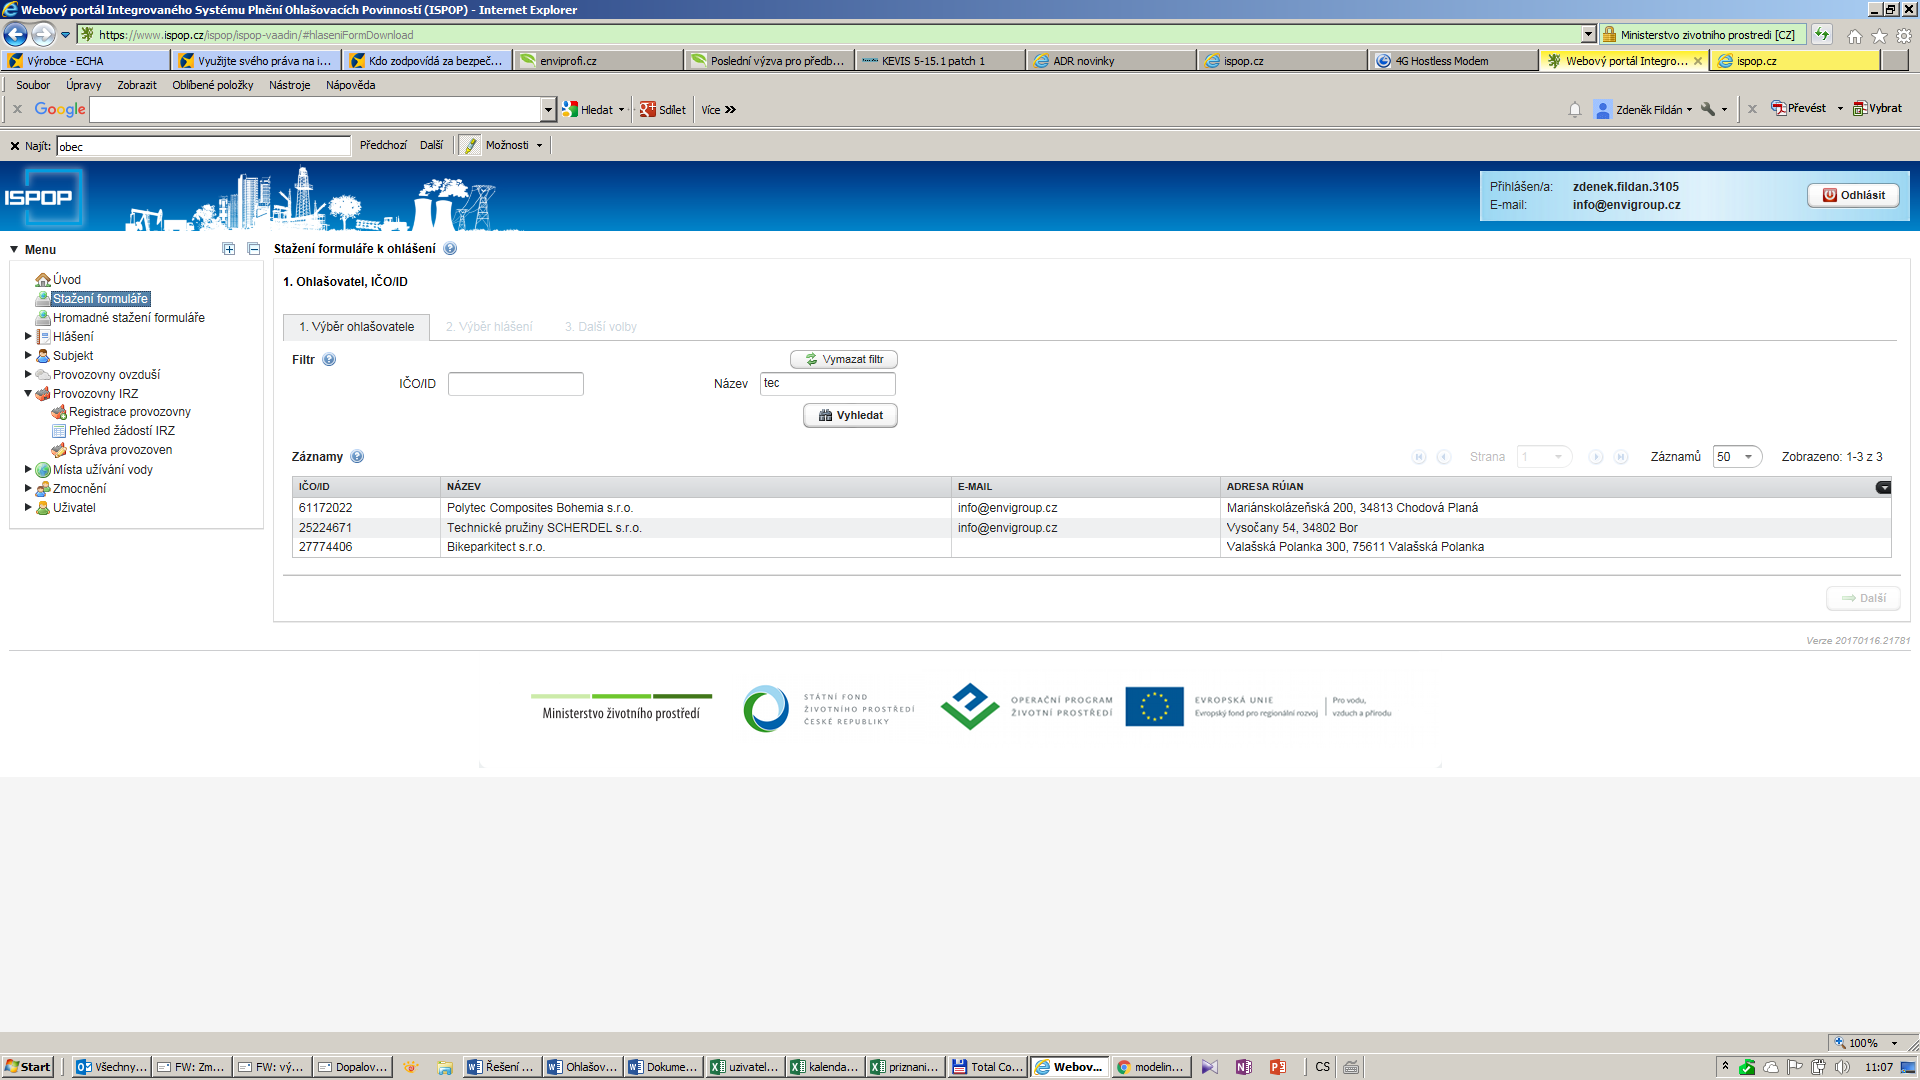 Webový portál Integrovaného Systému Plnění Ohlašovacích Povinností (ISPOP) - Internet Explorer
https://www.ispop.cz/ispop/ispop-vaadin/#hlaseniFormDownload
Ministerstvo zivotniho prostredi [CZ]
Výrobce - ECHA
Využijte svého práva na i...
Kdo zodpovídá za bezpeč...
enviprofi.cz
Poslední výzva pro předb...
KEVIS 5-15.1 patch 1
ADR novinky
ispop.cz
4G Hostless Modem
Webový portál Integro...
ispop.cz
Soubor Úpravy Zobrazit Oblíbené položky Nástroje Nápověda
Google Hledat Sdílet Více »
Zdeněk Fildán Převést Vybrat
Najít: obec Předchozí Další Možnosti
ISPOP
Přihlášen/a: zdenek.fildan.3105
E-mail: info@envigroup.cz
Odhlásit
Menu
Úvod
Stažení formuláře
Hromadné stažení formuláře
Hlášení
Subjekt
Provozovny ovzduší
Provozovny IRZ
Registrace provozovny
Přehled žádostí IRZ
Správa provozoven
Místa užívání vody
Zmocnění
Uživatel
Stažení formuláře k ohlášení
1. Ohlašovatel, IČO/ID
1. Výběr ohlašovatele 2. Výběr hlášení 3. Další volby
Filtr Vymazat filtr
IČO/ID Název tec
Vyhledat
Záznamy Strana 1 Záznamů 50 Zobrazeno: 1-3 z 3
IČO/ID NÁZEV E-MAIL ADRESA RÚIAN
61172022 Polytec Composites Bohemia s.r.o. info@envigroup.cz Mariánskolázeňská 200, 34813 Chodová Planá
25224671 Technické pružiny SCHERDEL s.r.o. info@envigroup.cz Vysočany 54, 34802 Bor
27774406 Bikeparkitect s.r.o. Valašská Polanka 300, 75611 Valašská Polanka
Další
Verze 20170116.21781
Ministerstvo životního prostředí
STÁTNÍ FOND
ŽIVOTNÍHO PROSTŘEDÍ
ČESKÉ REPUBLIKY
OPERAČNÍ PROGRAM
ŽIVOTNÍ PROSTŘEDÍ
EVROPSKÁ UNIE
Evropský fond pro regionální rozvoj
Pro vodu,
vzduch a přírodu
100%
Start Všechny... FW: Zm... FW: vý... Dopalov... Řešení ... Ohlašov... Dokume... uzivatel... kalenda... priznani... Total Co... Webov... modelin... CS 11:07